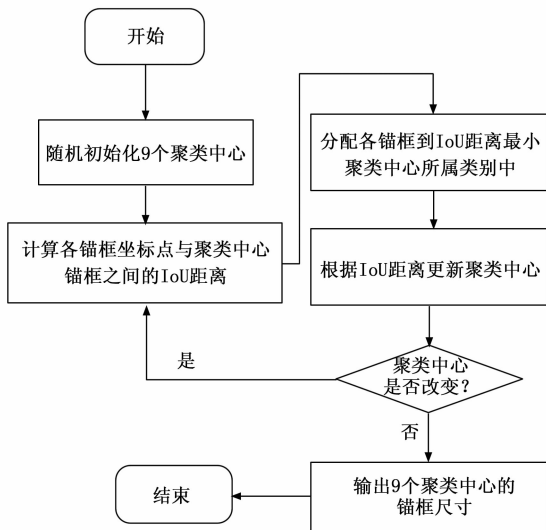 开始
随机初始化9个聚类中心
计算各锚框坐标点与聚类中心
锚框之间的IoU距离
分配各锚框到IoU距离最小
聚类中心所属类别中
根据IoU距离更新聚类中心
聚类中心
是否改变?
是
否
输出9个聚类中心的
锚框尺寸
结束